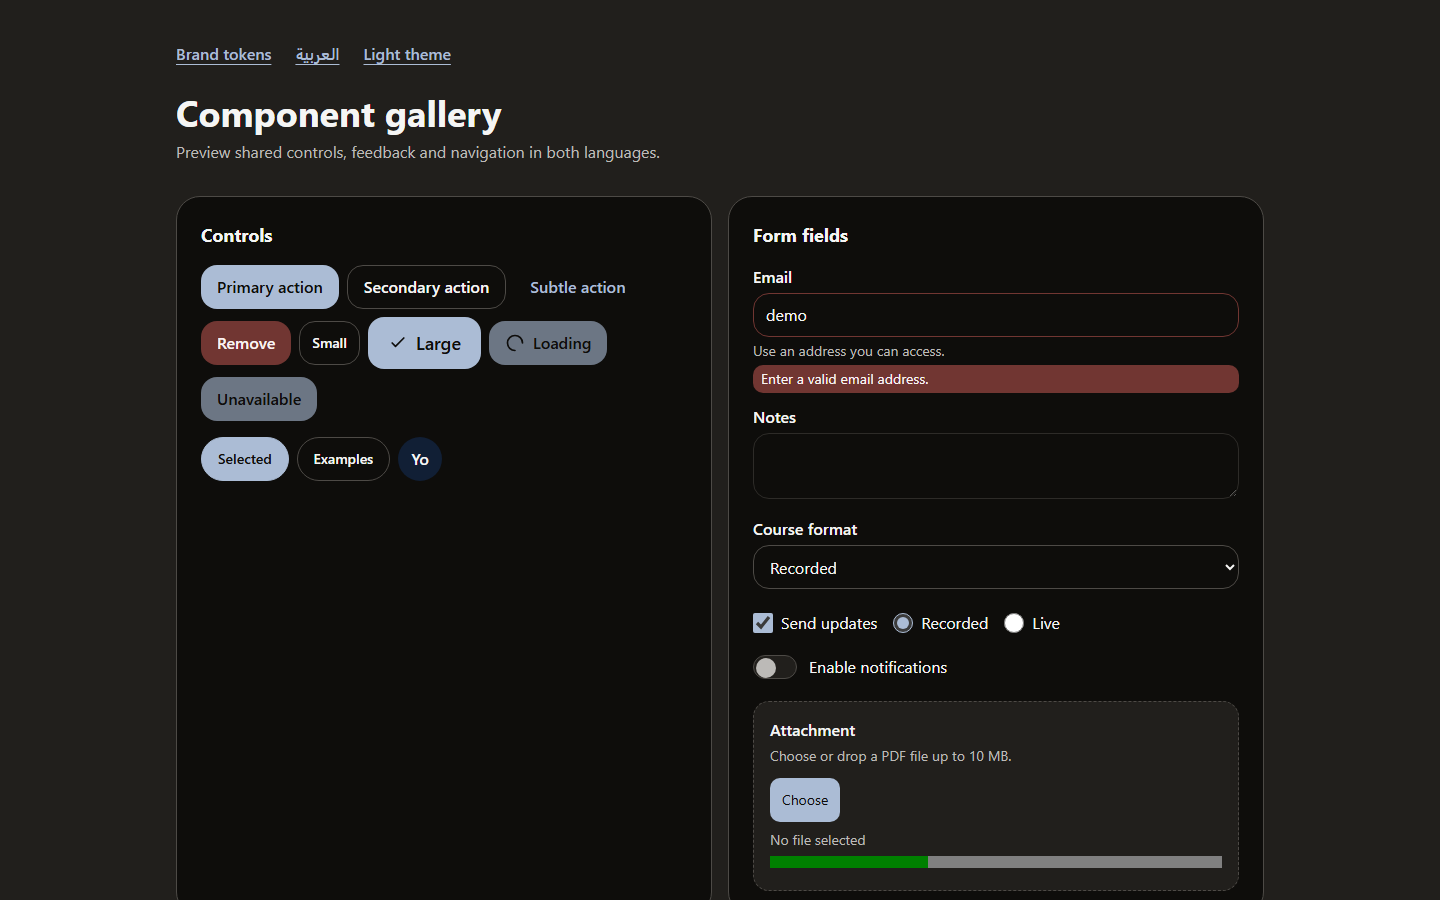 Brand tokens العربية Light theme
Component gallery
Preview shared controls, feedback and navigation in both languages.
Controls
Primary action Secondary action Subtle action
Remove Small Large Loading
Unavailable
Selected Examples Yo
Form fields
Email
demo
Use an address you can access.
Enter a valid email address.
Notes
Course format
Recorded
Send updates Recorded Live
Enable notifications
Attachment
Choose or drop a PDF file up to 10 MB.
Choose
No file selected